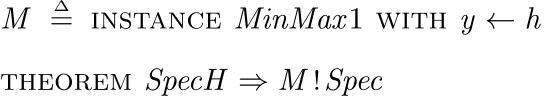 M ≜ INSTANCE MinMax1 WITH y ← h
THEOREM SpecH ⇒ M!Spec